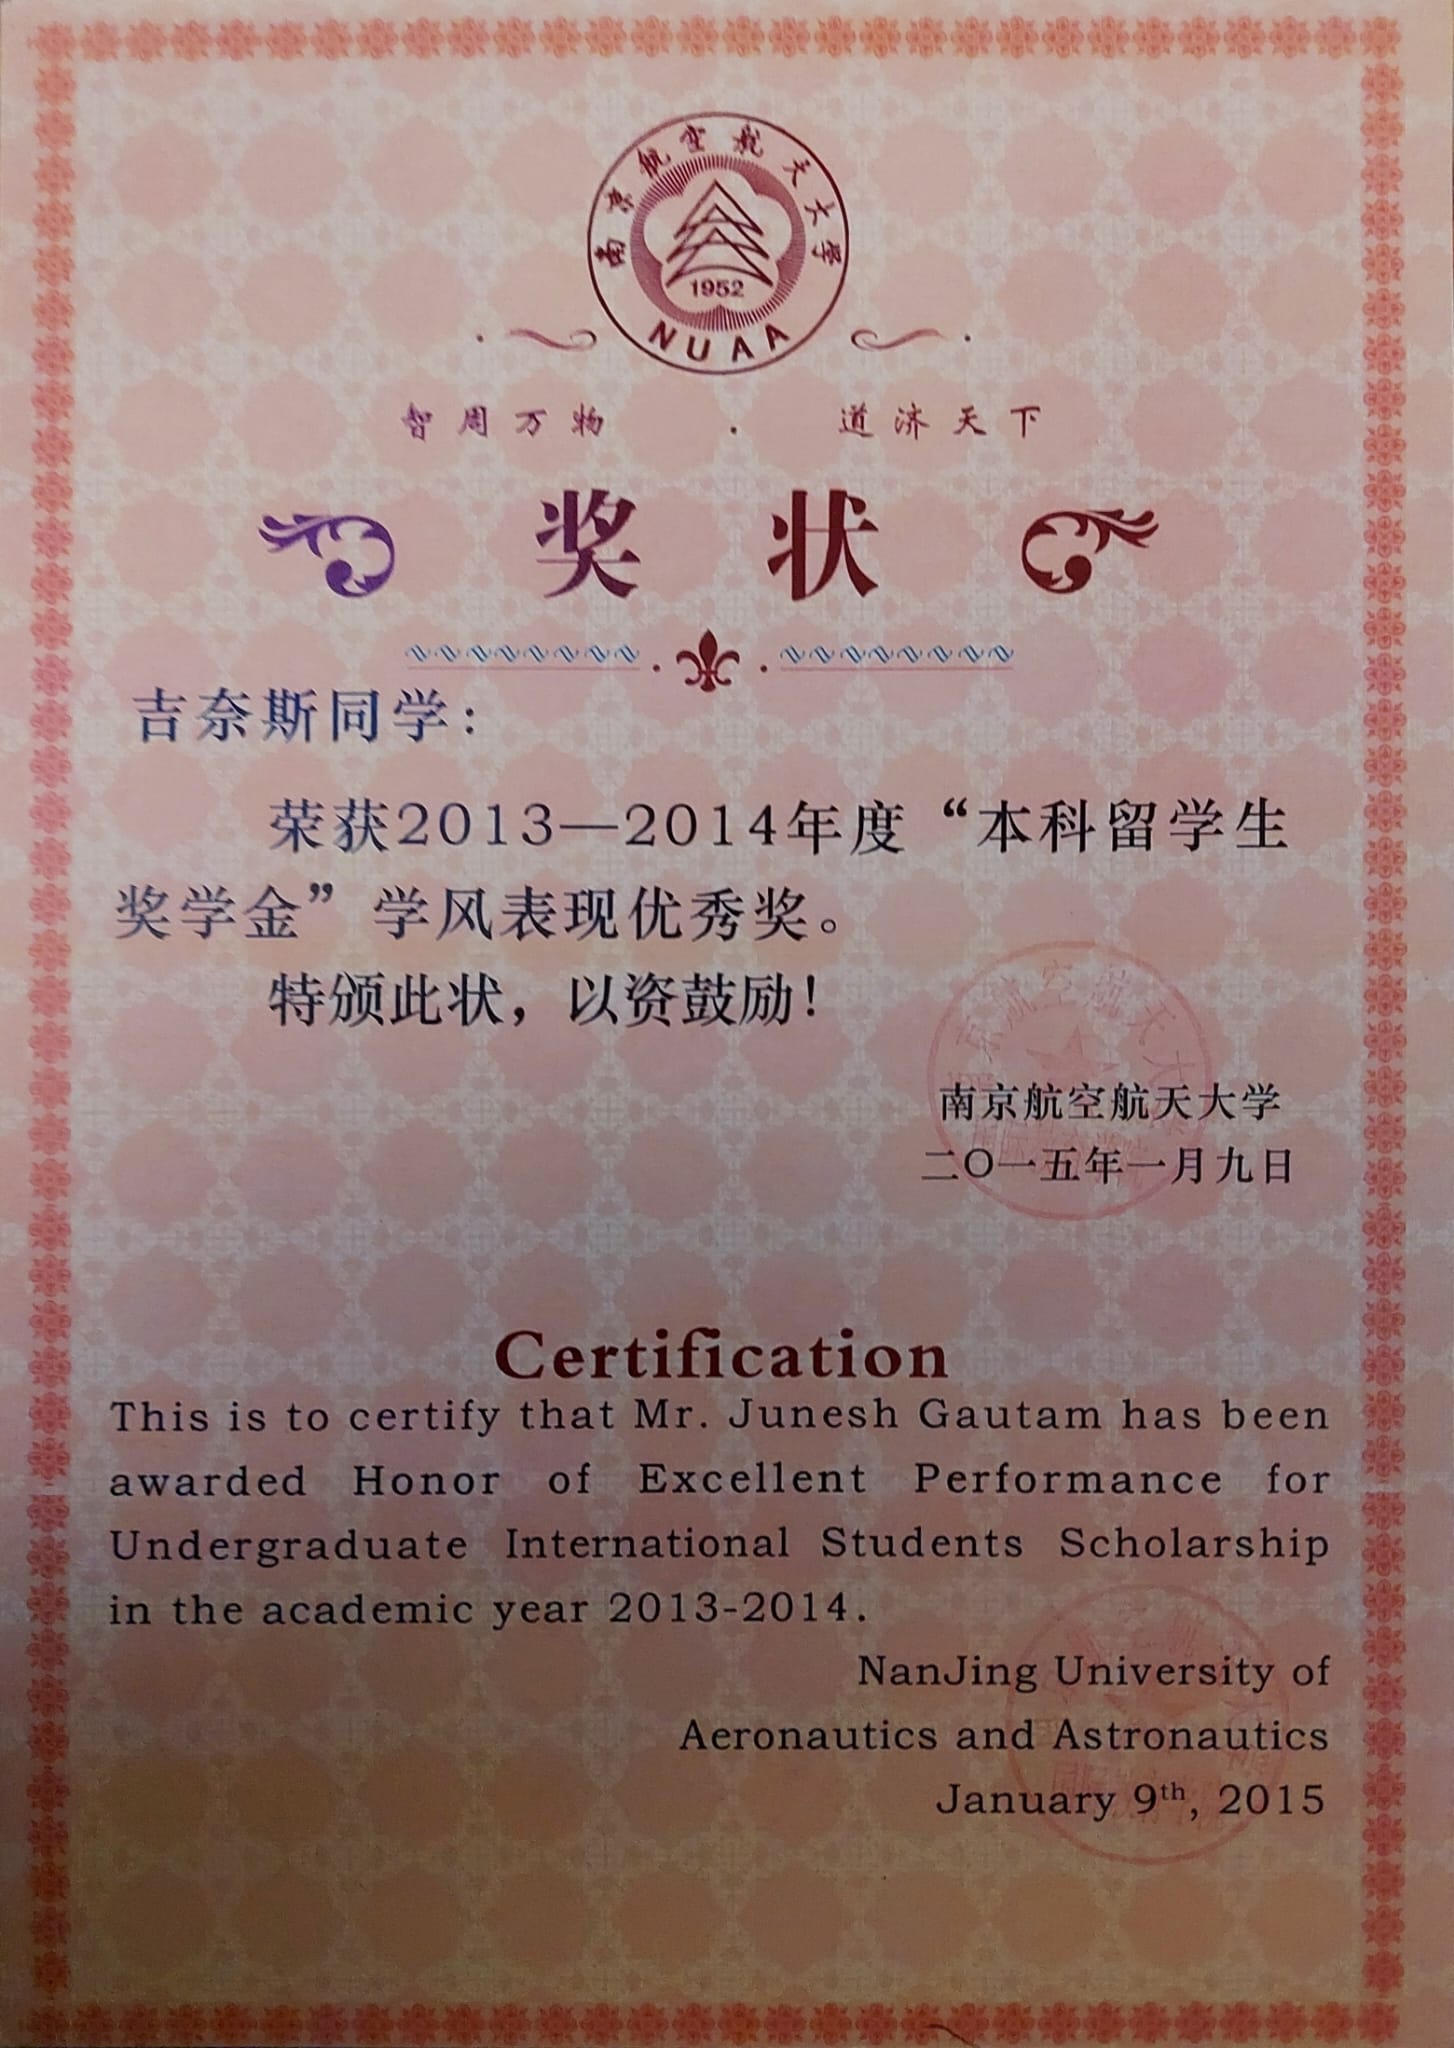 南京航空航天大学
1952
NUAA
智周万物 · 道济天下
奖状
吉奈斯同学：
荣获2013—2014年度“本科留学生
奖学金”学风表现优秀奖。
特颁此状，以资鼓励！
南京航空航天大学
二〇一五年一月九日
Certification
This is to certify that Mr. Junesh Gautam has been
awarded Honor of Excellent Performance for
Undergraduate International Students Scholarship
in the academic year 2013-2014.
NanJing University of
Aeronautics and Astronautics
January 9th, 2015